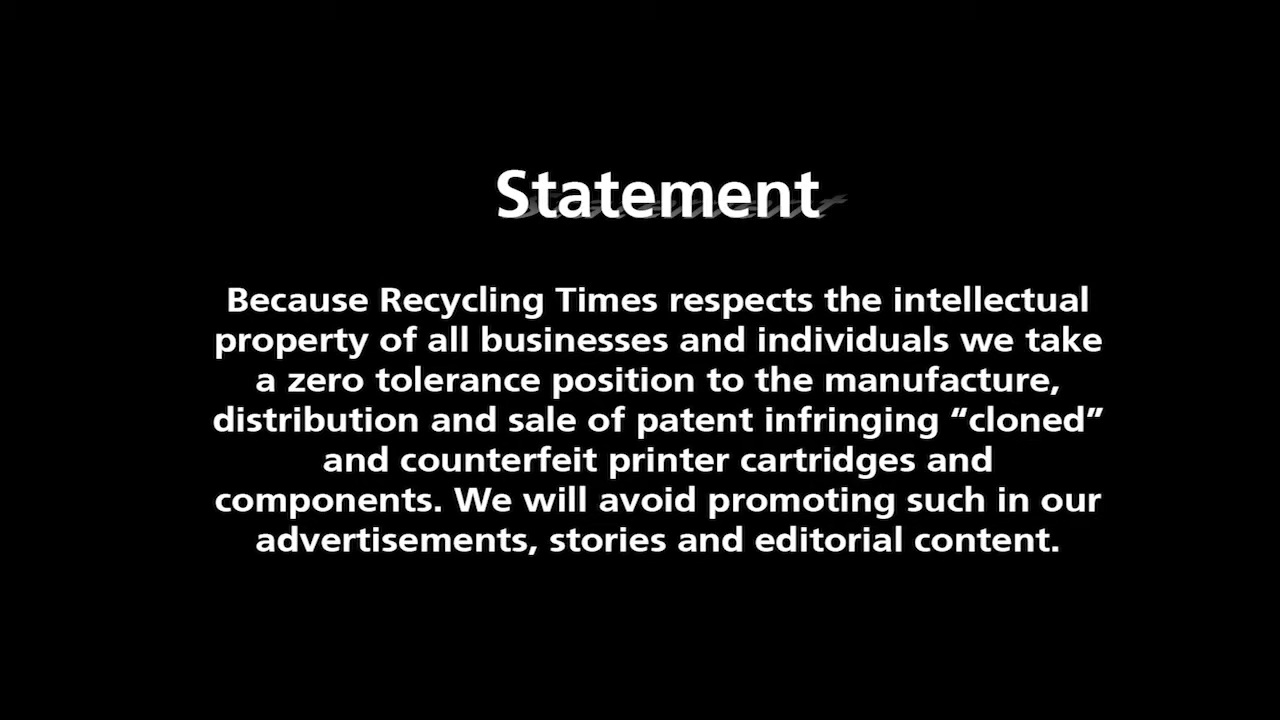 Statement
Because Recycling Times respects the intellectual
property of all businesses and individuals we take
a zero tolerance position to the manufacture,
distribution and sale of patent infringing “cloned”
and counterfeit printer cartridges and
components. We will avoid promoting such in our
advertisements, stories and editorial content.